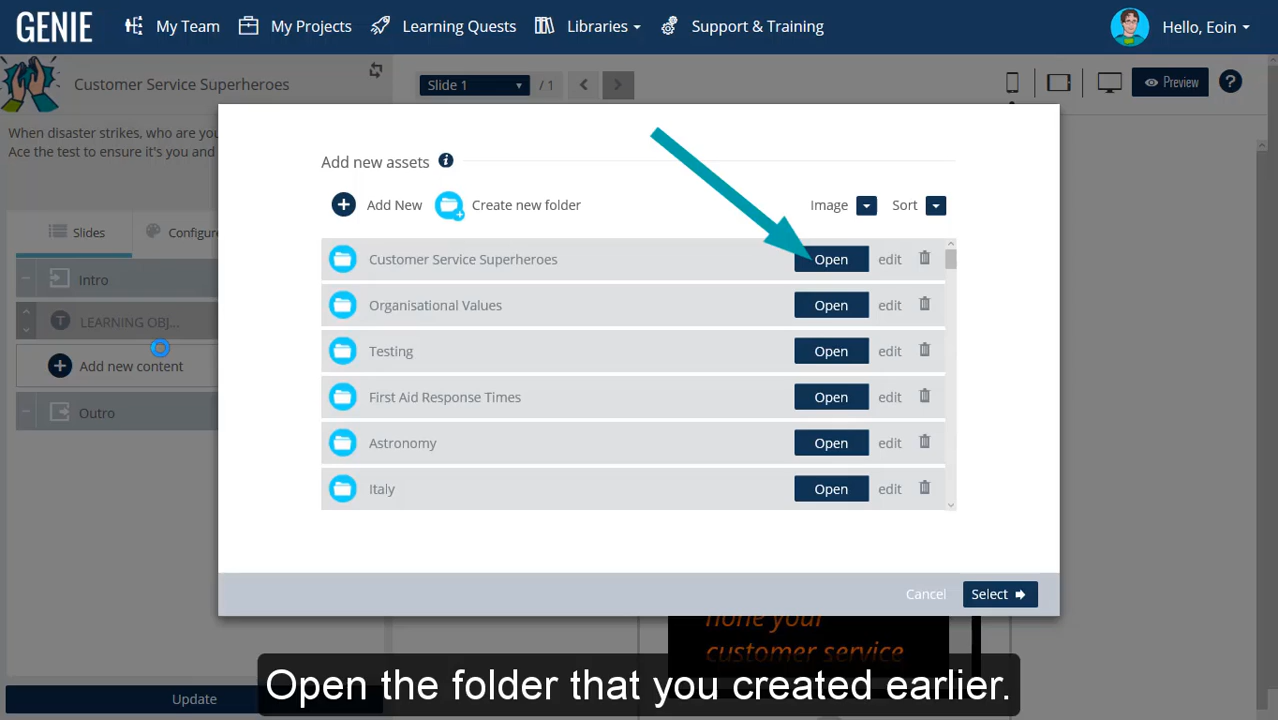 GENIE My Team My Projects Learning Quests Libraries Support & Training Hello, Eoin
Customer Service Superheroes
Slide 1 / 1 Preview ?
When disaster strikes, who are you
Ace the test to ensure it's you and
Slides Configure
Intro
T LEARNING OBJ...
Add new content
Outro
Update
Add new assets i
Add New Create new folder Image Sort
Customer Service Superheroes Open edit
Organisational Values Open edit
Testing Open edit
First Aid Response Times Open edit
Astronomy Open edit
Italy Open edit
Cancel Select
hone your
customer service
Open the folder that you created earlier.